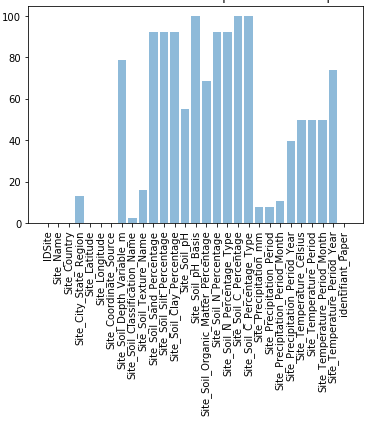 100
80
60
40
20
0
IDSite
Site_Name
Site_Country
Site_City_State_Region
Site_Latitude
Site_Longitude
Site_Coordinate_Source
Site_Soil_Depth_Variable_m
Site_Soil_Classification_Name
Site_Soil_Texture_Name
Site_Soil_Sand_Percentage
Site_Soil_Silt_Percentage
Site_Soil_Clay_Percentage
Site_Soil_pH
Site_Soil_pH_Basis
Site_Soil_Organic_Matter_Percentage
Site_Soil_N_Percentage
Site_Soil_N_Percentage_Type
Site_Soil_C_Percentage
Site_Soil_C_Percentage_Type
Site_Precipitation_mm
Site_Precipitation_Period
Site_Precipitation_Period_Month
Site_Precipitation_Period_Year
Site_Temperature_Celsius
Site_Temperature_Period
Site_Temperature_Period_Month
Site_Temperature_Period_Year
identifiant_Paper